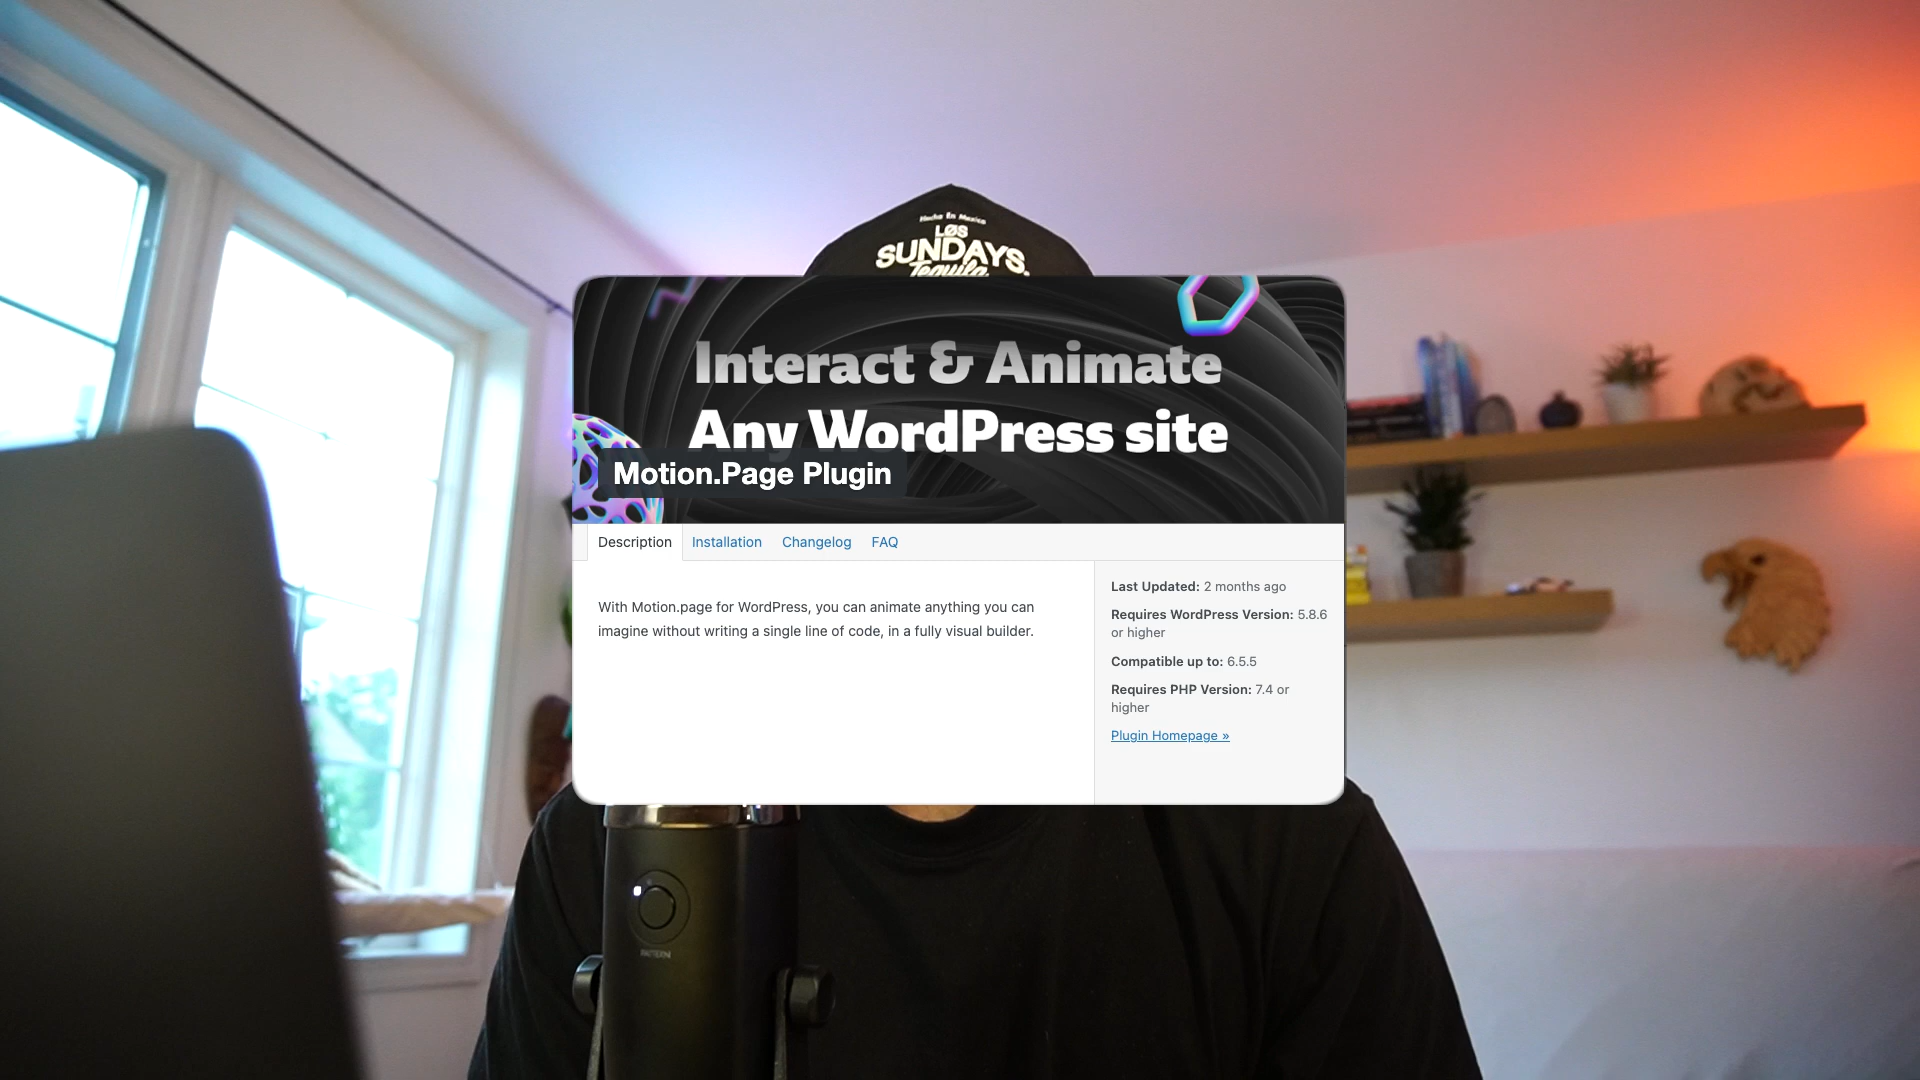 Hecho En Mexico
LØS
SUNDAYS.
Tequila.
Interact & Animate
Any WordPress site
Motion.Page Plugin
Description Installation Changelog FAQ
With Motion.page for WordPress, you can animate anything you can
imagine without writing a single line of code, in a fully visual builder.
Last Updated: 2 months ago
Requires WordPress Version: 5.8.6
or higher
Compatible up to: 6.5.5
Requires PHP Version: 7.4 or
higher
Plugin Homepage »
PATTERN